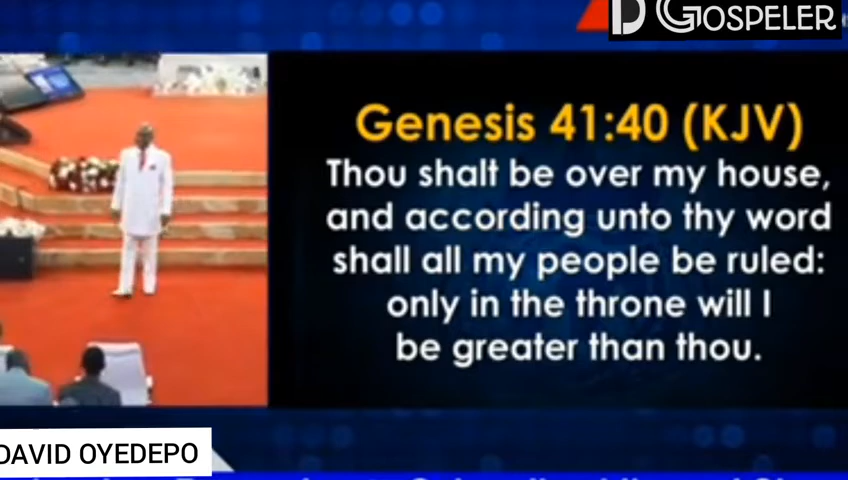 D GOSPELER
Genesis 41:40 (KJV)
Thou shalt be over my house,
and according unto thy word
shall all my people be ruled:
only in the throne will I
be greater than thou.
DAVID OYEDEPO